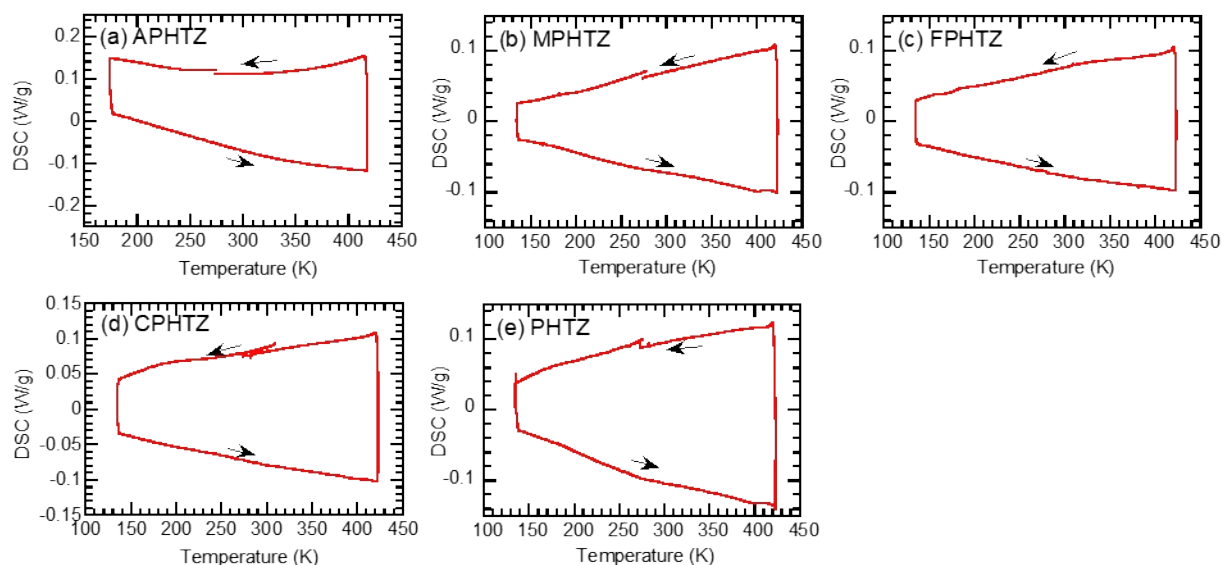 (a) APHTZ
DSC (W/g)
0.2
0.1
0
-0.1
-0.2
150 200 250 300 350 400 450
Temperature (K)
(b) MPHTZ
DSC (W/g)
0.1
0
-0.1
100 150 200 250 300 350 400 450
Temperature (K)
(c) FPHTZ
DSC (W/g)
0.1
0
-0.1
100 150 200 250 300 350 400 450
Temperature (K)
(d) CPHTZ
DSC (W/g)
0.15
0.1
0.05
0
-0.05
-0.1
-0.15
100 150 200 250 300 350 400 450
Temperature (K)
(e) PHTZ
DSC (W/g)
0.1
0
-0.1
100 150 200 250 300 350 400 450
Temperature (K)